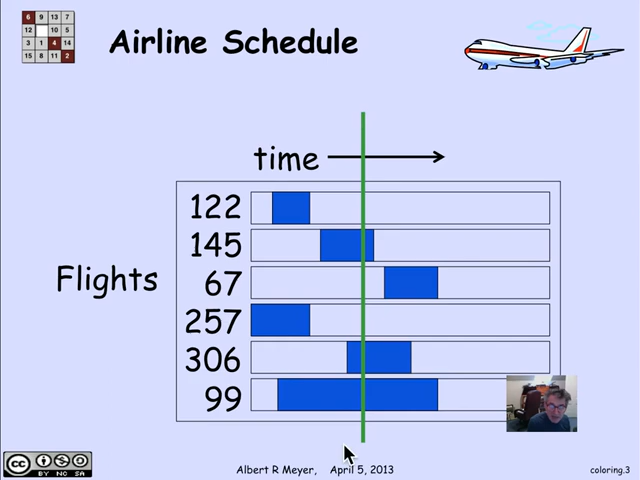 6 9 13 7
12 10 5
3 1 4 14
15 8 11 2
Airline Schedule
time
Flights
122
145
67
257
306
99
CC BY NC SA
Albert R Meyer, April 5, 2013
coloring.3